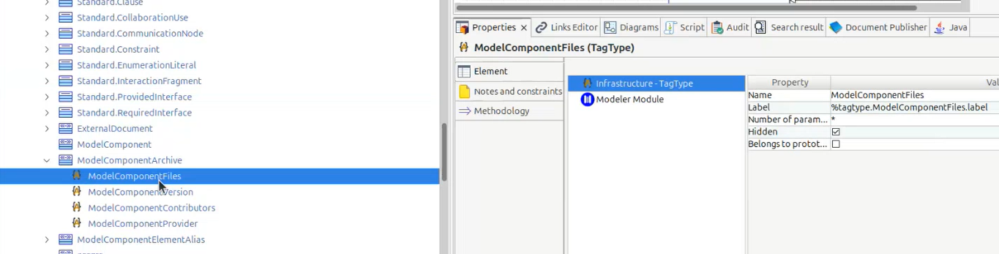 Standard.Clause
Standard.CollaborationUse
Standard.CommunicationNode
Standard.Constraint
Standard.EnumerationLiteral
Standard.InteractionFragment
Standard.ProvidedInterface
Standard.RequiredInterface
ExternalDocument
ModelComponent
ModelComponentArchive
ModelComponentFiles
ModelComponentVersion
ModelComponentContributors
ModelComponentProvider
ModelComponentElementAlias
Properties Links Editor Diagrams Script Audit Search result Document Publisher Java
ModelComponentFiles (TagType)
Element
Notes and constraints
Methodology
Infrastructure - TagType
Modeler Module
Property Val
Name ModelComponentFiles
Label %tagtype.ModelComponentFiles.label
Number of param... *
Hidden
Belongs to protot...